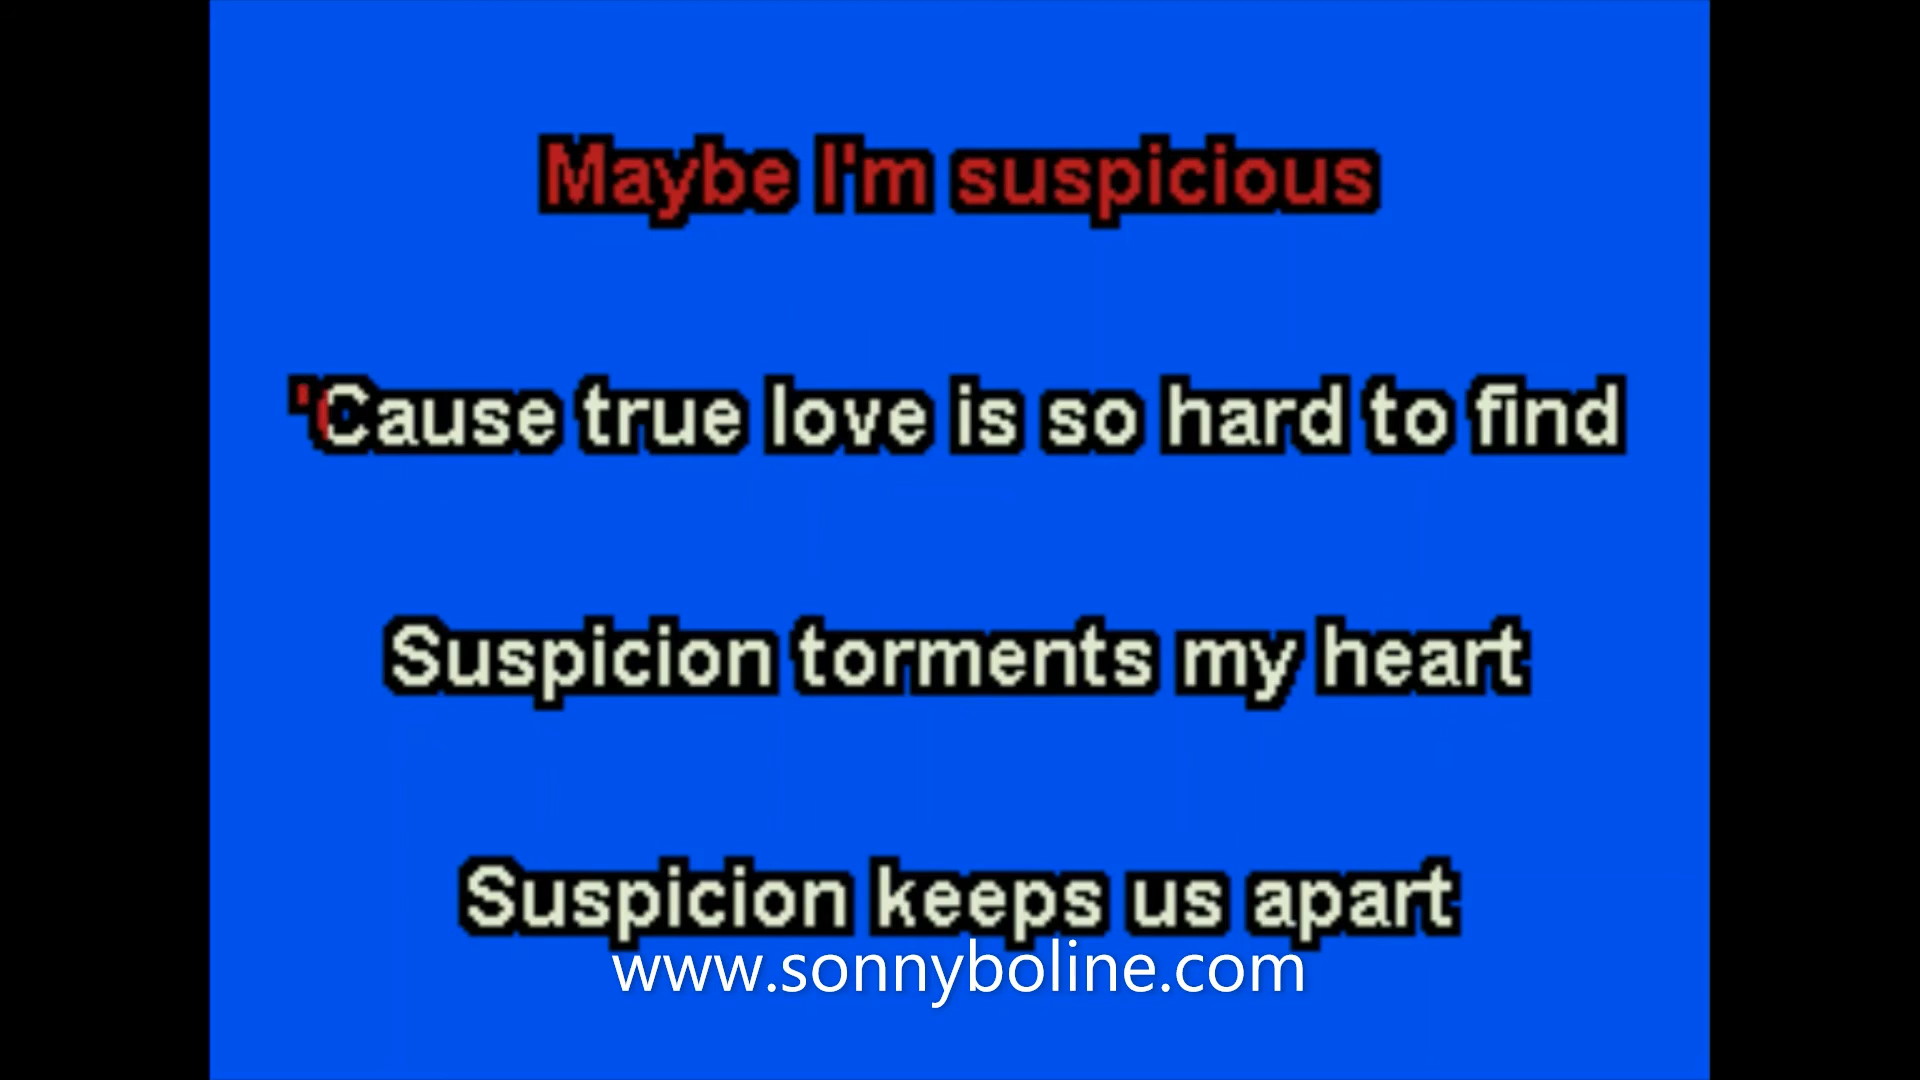 Maybe I'm suspicious
'Cause true love is so hard to find
Suspicion torments my heart
Suspicion keeps us apart
www.sonnyboline.com